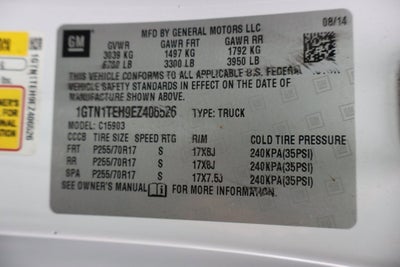 08/14
GM
MFD BY GENERAL MOTORS LLC
GVWR GAWR FRT GAWR RR
3039 KG 1497 KG 1792 KG
6700 LB 3300 LB 3950 LB
THIS VEHICLE CONFORMS TO ALL APPLICABLE U.S. FEDERAL
VEHICLE SAFETY STANDARDS IN EFFECT ON THE DATE OF
MANUFACTURE SHOWN ABOVE.
1GTN1TEH9EZ406526 TYPE: TRUCK
MODEL: C15903
CCCB TIRE SIZE SPEED RTG RIM COLD TIRE PRESSURE
FRT P255/70R17 S 17X8J 240KPA(35PSI)
RR P255/70R17 S 17X8J 240KPA(35PSI)
SPA P255/70R17 S 17X7.5J 240KPA(35PSI)
SEE OWNER'S MANUAL FOR MORE INFORMATION.
1GTN1TEH9EZ406526